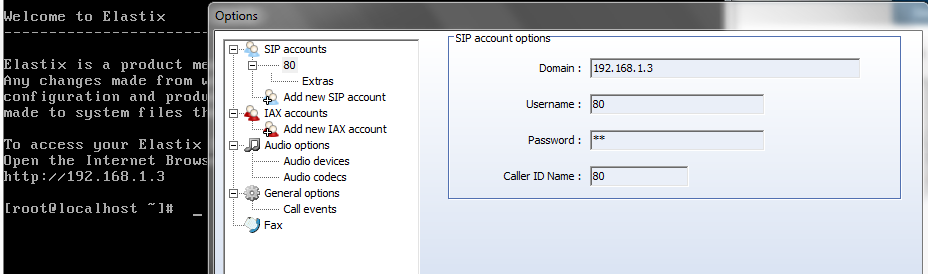 Welcome to Elastix
----------------------------
Elastix is a product me
Any changes made from w
configuration and produ
made to system files th
To access your Elastix
Open the Internet Brows
http://192.168.1.3
[root@localhost ~]# _
Options
SIP accounts
80
Extras
Add new SIP account
IAX accounts
Add new IAX account
Audio options
Audio devices
Audio codecs
General options
Call events
Fax
SIP account options
Domain : 192.168.1.3
Username : 80
Password : **
Caller ID Name : 80